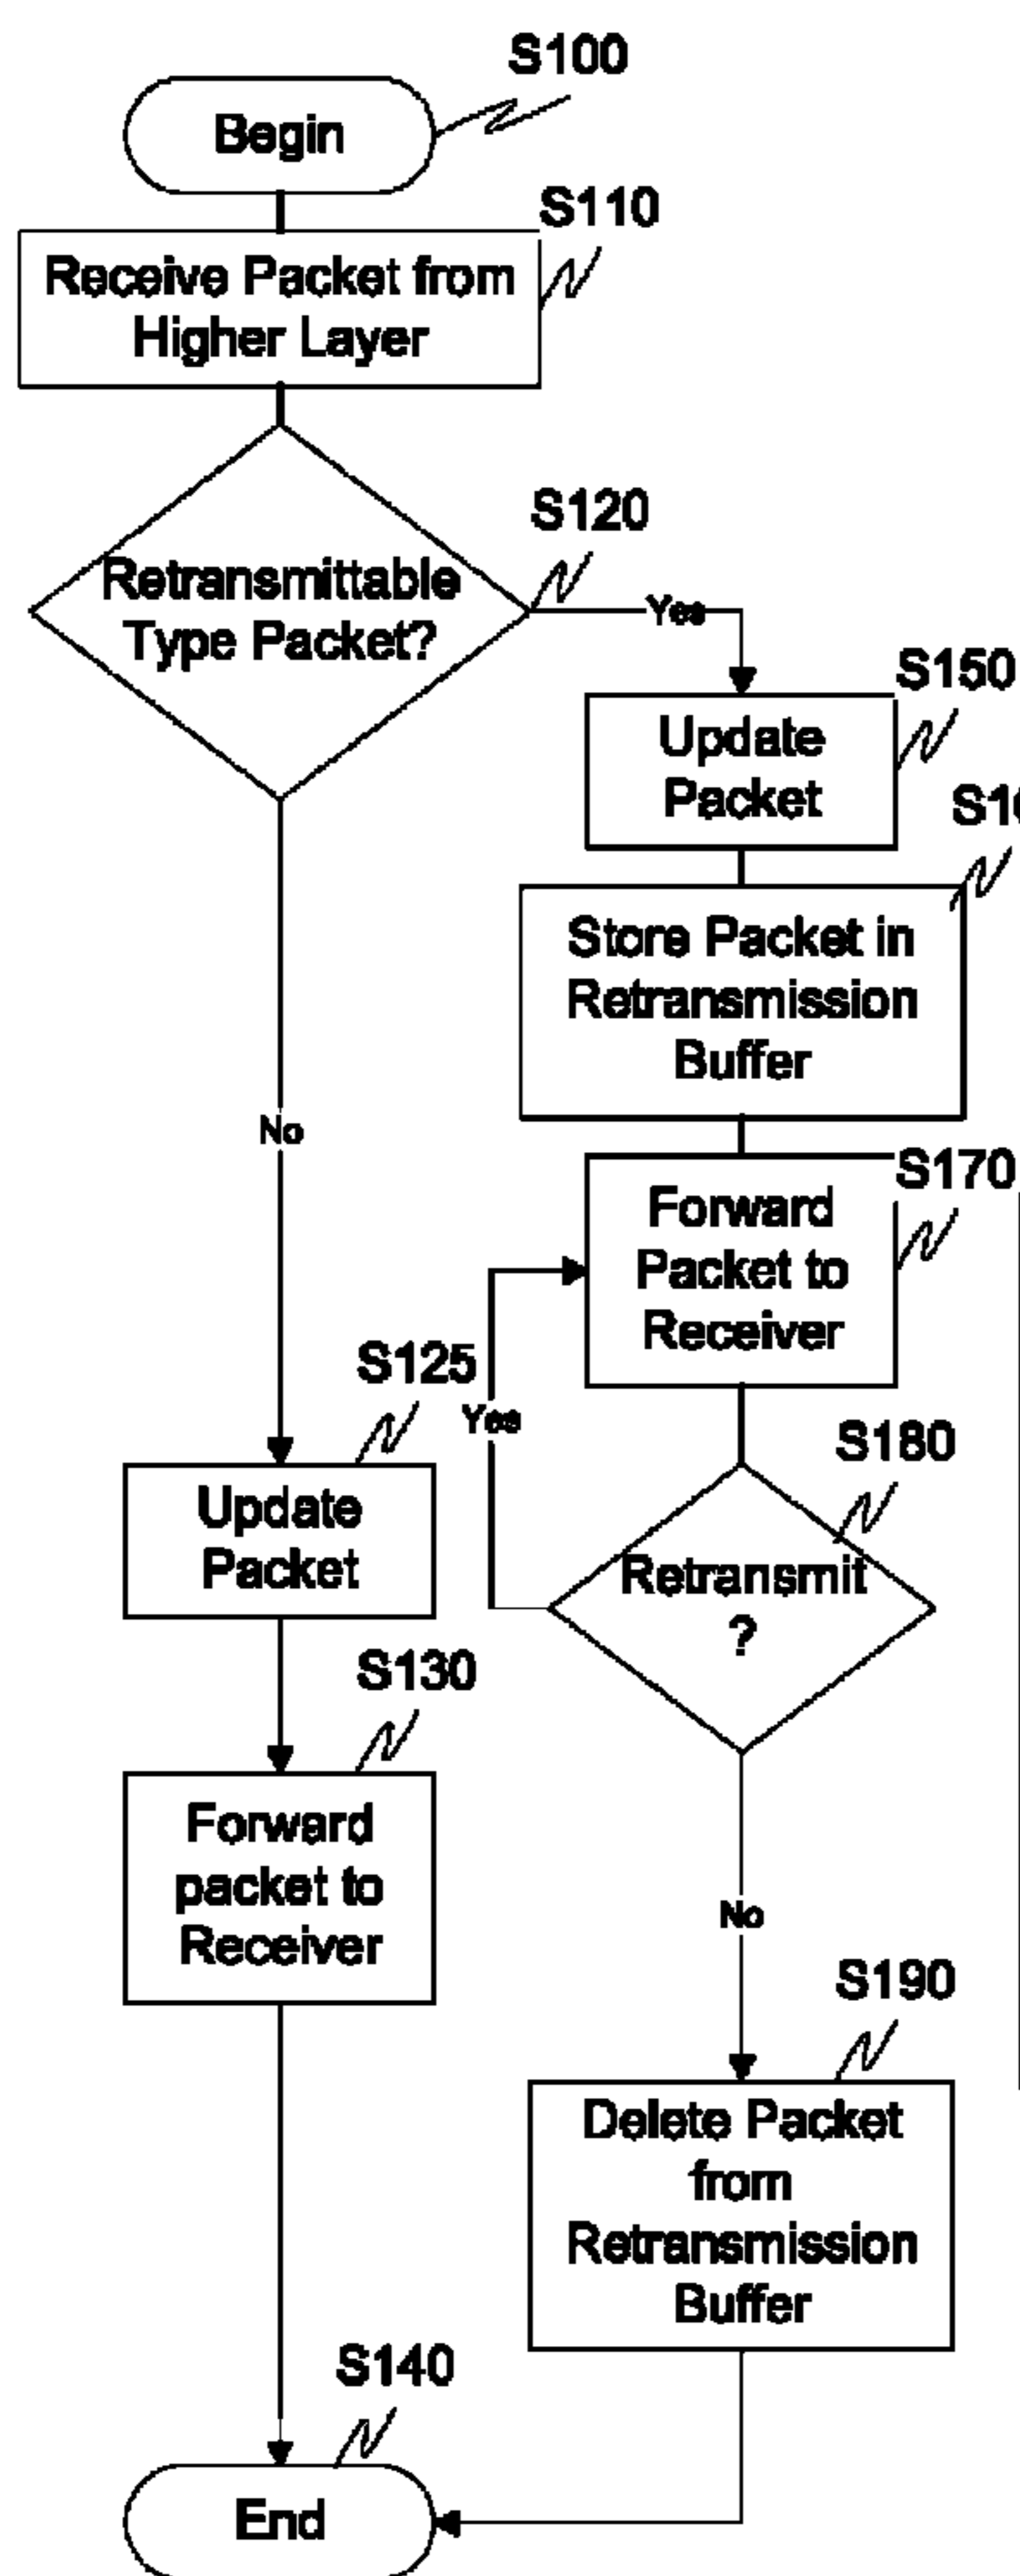 S100
Begin
S110
Receive Packet from
Higher Layer
S120
Retransmittable
Type Packet?
Yes
S150
Update
Packet
Store Packet in
Retransmission
Buffer
No
S170
Forward
Packet to
Receiver
S125
Yes
S180
Update
Packet
Retransmit
?
S130
Forward
packet to
Receiver
No
S190
Delete Packet
from
Retransmission
Buffer
S140
End